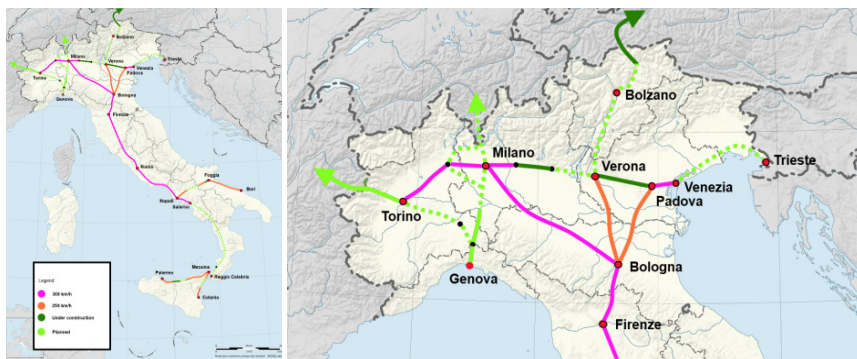 Bolzano
Milano
Verona
Trieste
Venezia
Padova
Torino
Genova
Bologna
Firenze
Roma
Foggia
Bari
Napoli
Salerno
Messina
Palermo
Reggio Calabria
Catania
Legend
300 km/h
250 km/h
Under construction
Planned
Bolzano
Milano
Verona
Trieste
Venezia
Padova
Torino
Genova
Bologna
Firenze